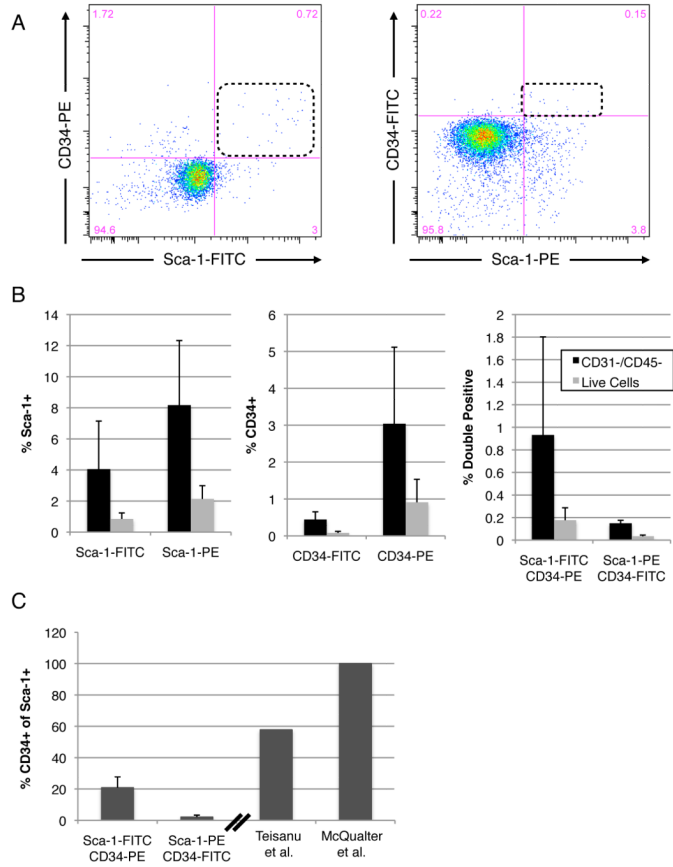 A
1.72
0.72
CD34-PE
94.6
3
Sca-1-FITC
0.22
0.15
CD34-FITC
95.8
3.8
Sca-1-PE
B
14
12
10
8
6
4
2
0
% Sca-1+
Sca-1-FITC
Sca-1-PE
6
5
4
3
2
1
0
% CD34+
CD34-FITC
CD34-PE
2
1.8
1.6
1.4
1.2
1
0.8
0.6
0.4
0.2
0
% Double Positive
CD31-/CD45-
Live Cells
Sca-1-FITC
CD34-PE
Sca-1-PE
CD34-FITC
C
120
100
80
60
40
20
0
% CD34+ of Sca-1+
Sca-1-FITC
CD34-PE
Sca-1-PE
CD34-FITC
Teisanu
et al.
McQualter
et al.